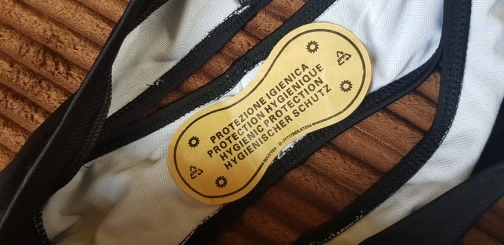 PROTEZIONE IGIENICA
PROTECTION HYGIENIQUE
HYGIENIC PROTECTION
HYGIENISCHER SCHUTZ